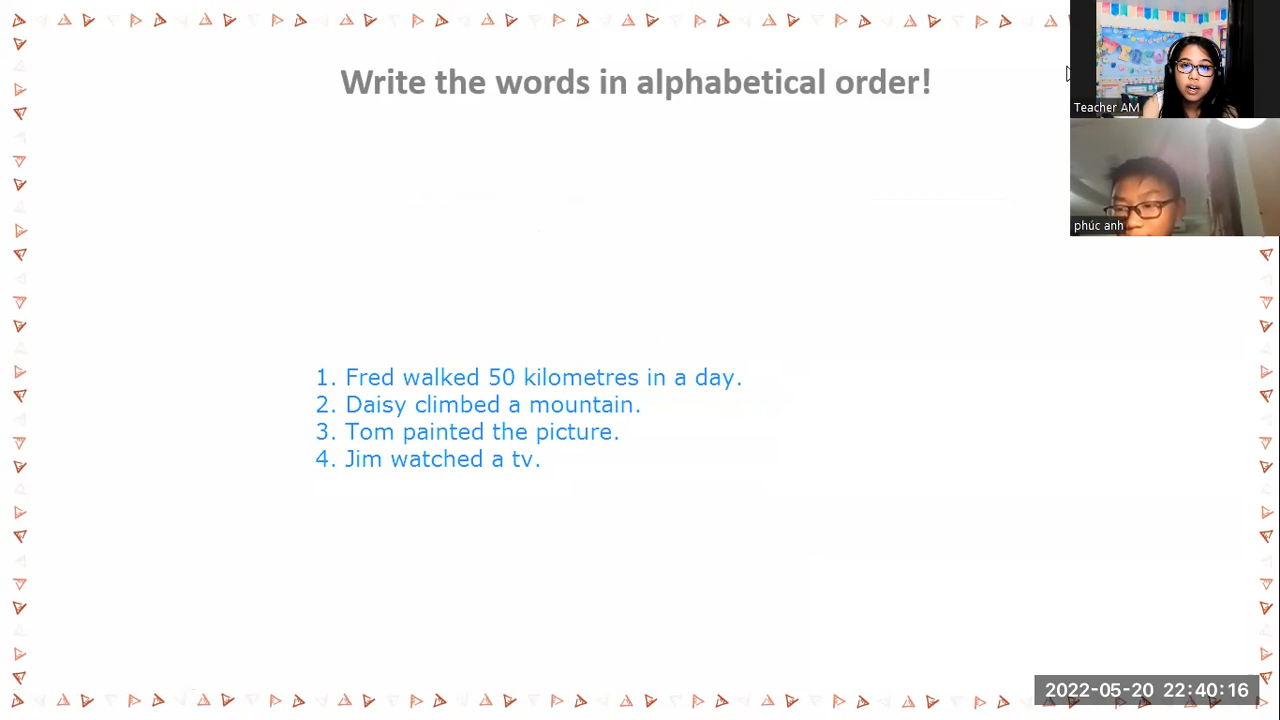 Write the words in alphabetical order!
Teacher AM
phúc anh
1. Fred walked 50 kilometres in a day.
2. Daisy climbed a mountain.
3. Tom painted the picture.
4. Jim watched a tv.
2022-05-20 22:40:16